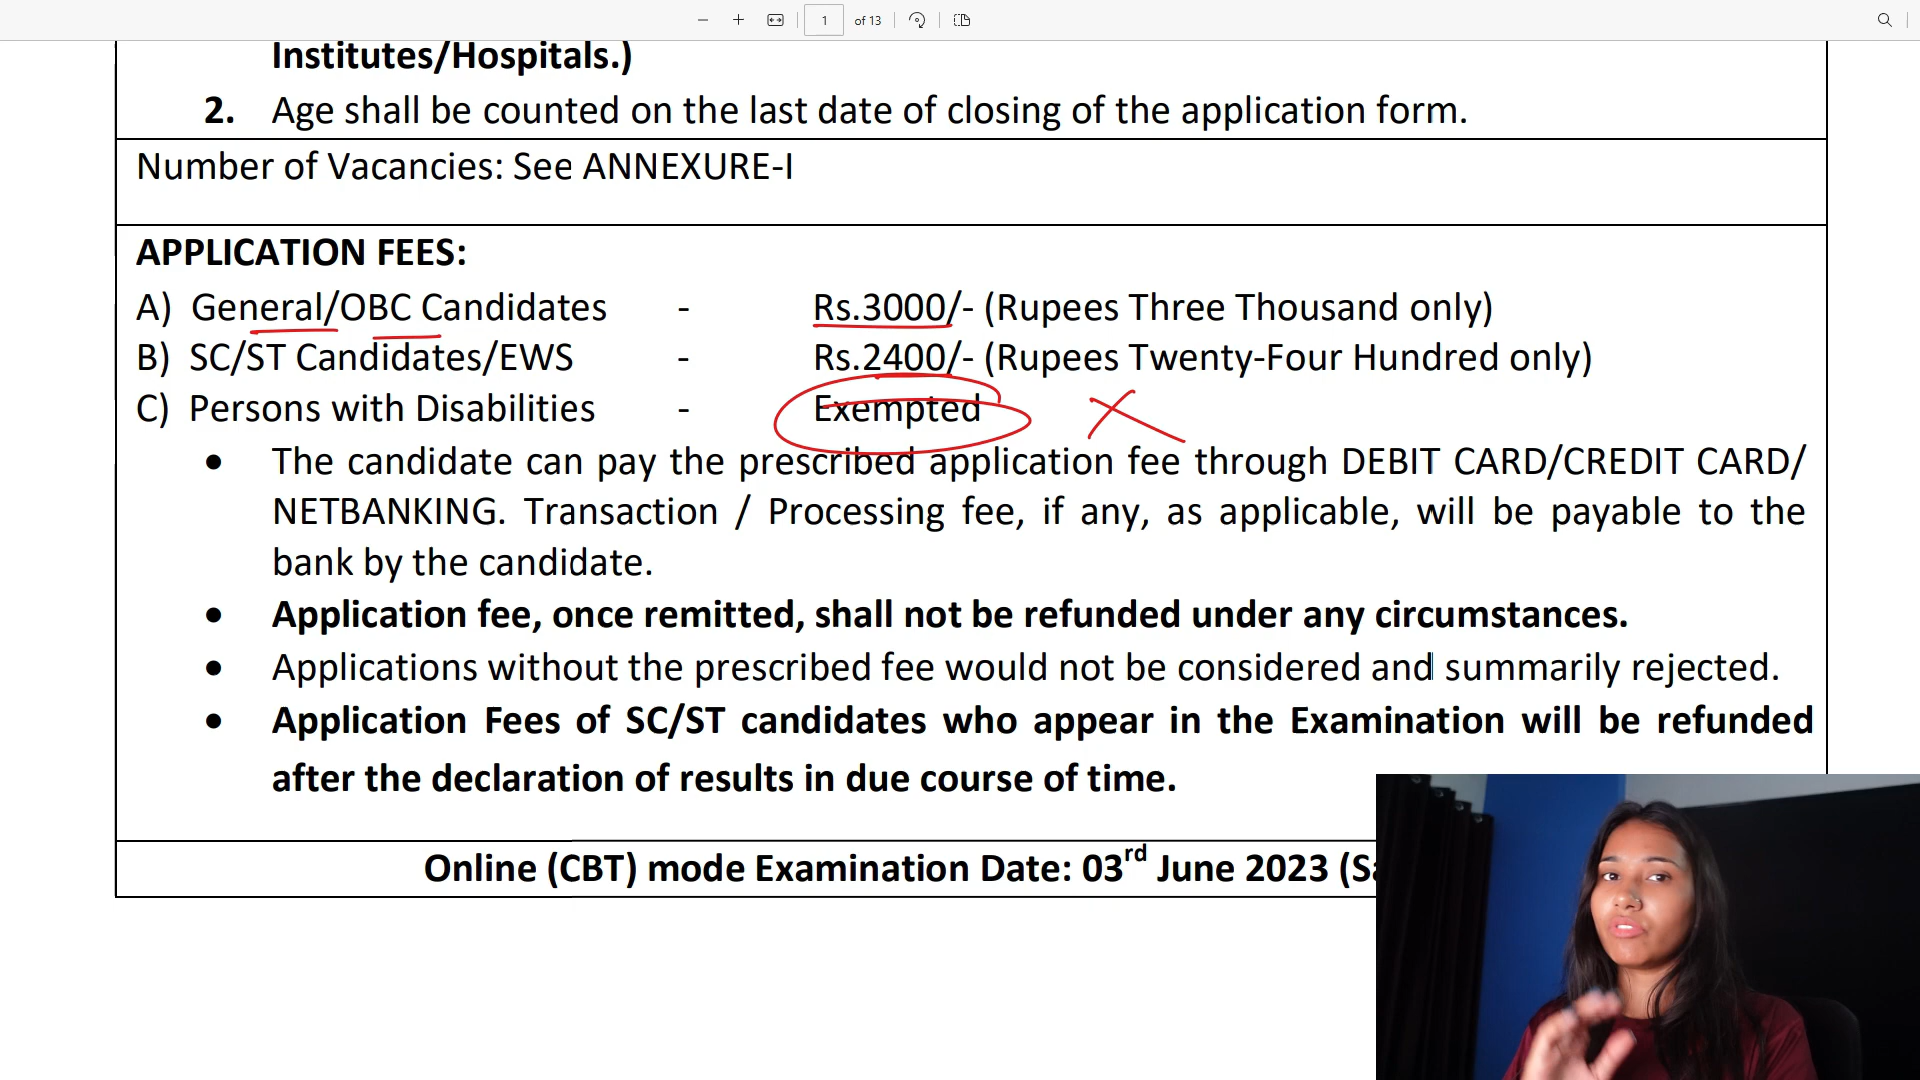 1 of 13
Institutes/Hospitals.)
2. Age shall be counted on the last date of closing of the application form.
Number of Vacancies: See ANNEXURE-I
APPLICATION FEES:
A) General/OBC Candidates - Rs.3000/- (Rupees Three Thousand only)
B) SC/ST Candidates/EWS - Rs.2400/- (Rupees Twenty-Four Hundred only)
C) Persons with Disabilities - Exempted
• The candidate can pay the prescribed application fee through DEBIT CARD/CREDIT CARD/
NETBANKING. Transaction / Processing fee, if any, as applicable, will be payable to the
bank by the candidate.
• Application fee, once remitted, shall not be refunded under any circumstances.
• Applications without the prescribed fee would not be considered and summarily rejected.
• Application Fees of SC/ST candidates who appear in the Examination will be refunded
after the declaration of results in due course of time.
Online (CBT) mode Examination Date: 03rd June 2023 (Sa